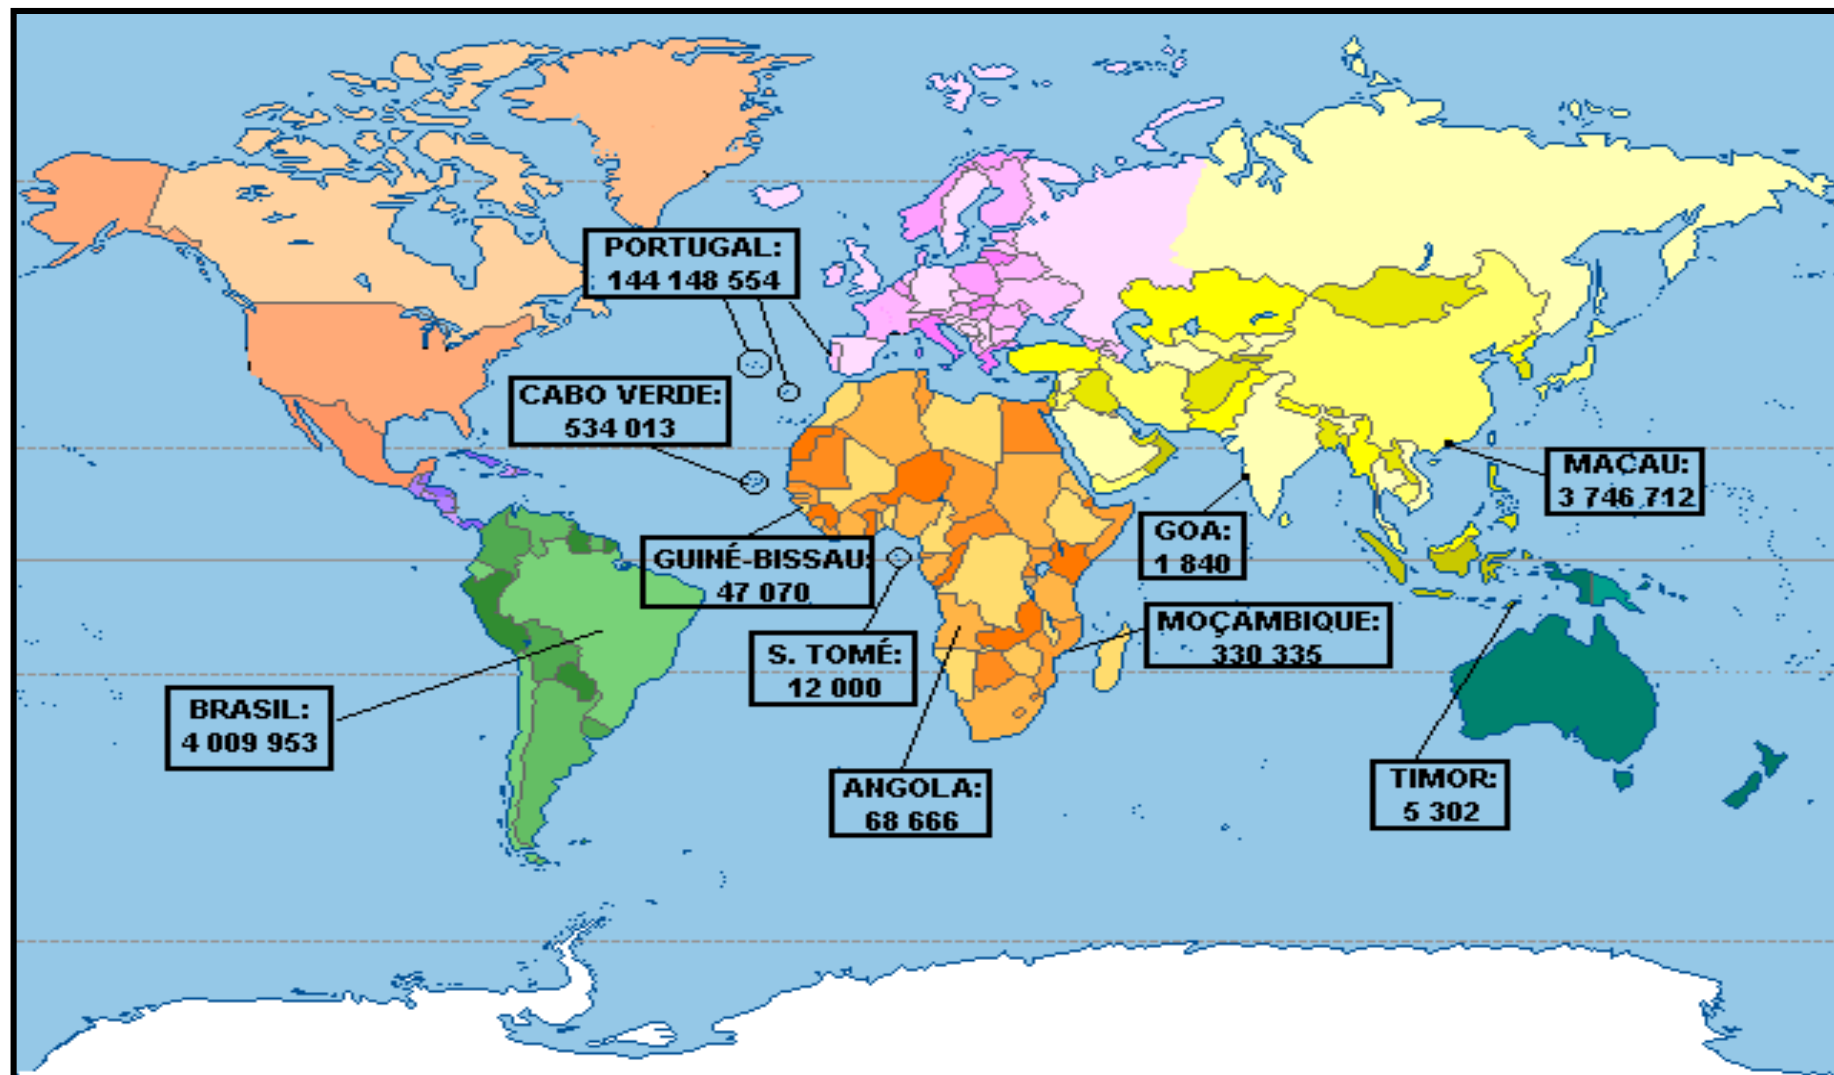 PORTUGAL:
144 148 554
CABO VERDE:
534 013
MACAU:
3 746 712
GOA:
1 840
GUINÉ-BISSAU:
47 070
MOÇAMBIQUE:
330 335
S. TOMÉ:
12 000
BRASIL:
4 009 953
ANGOLA:
68 666
TIMOR:
5 302